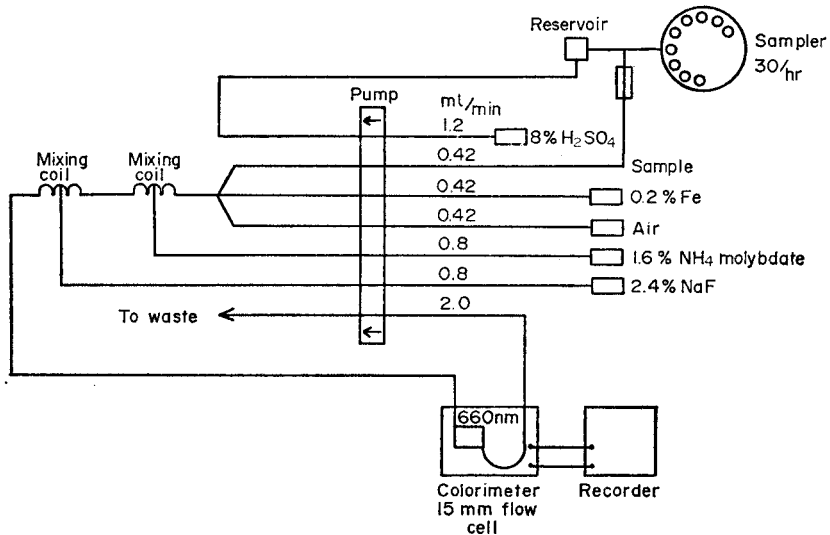 Reservoir
Sampler
30/hr
Pump
ml/min
1.2
8% H₂SO₄
0.42
Sample
Mixing
coil
Mixing
coil
0.42
0.2% Fe
0.42
Air
0.8
1.6% NH₄ molybdate
0.8
2.4% NaF
To waste
2.0
660nm
Colorimeter
15 mm flow
cell
Recorder